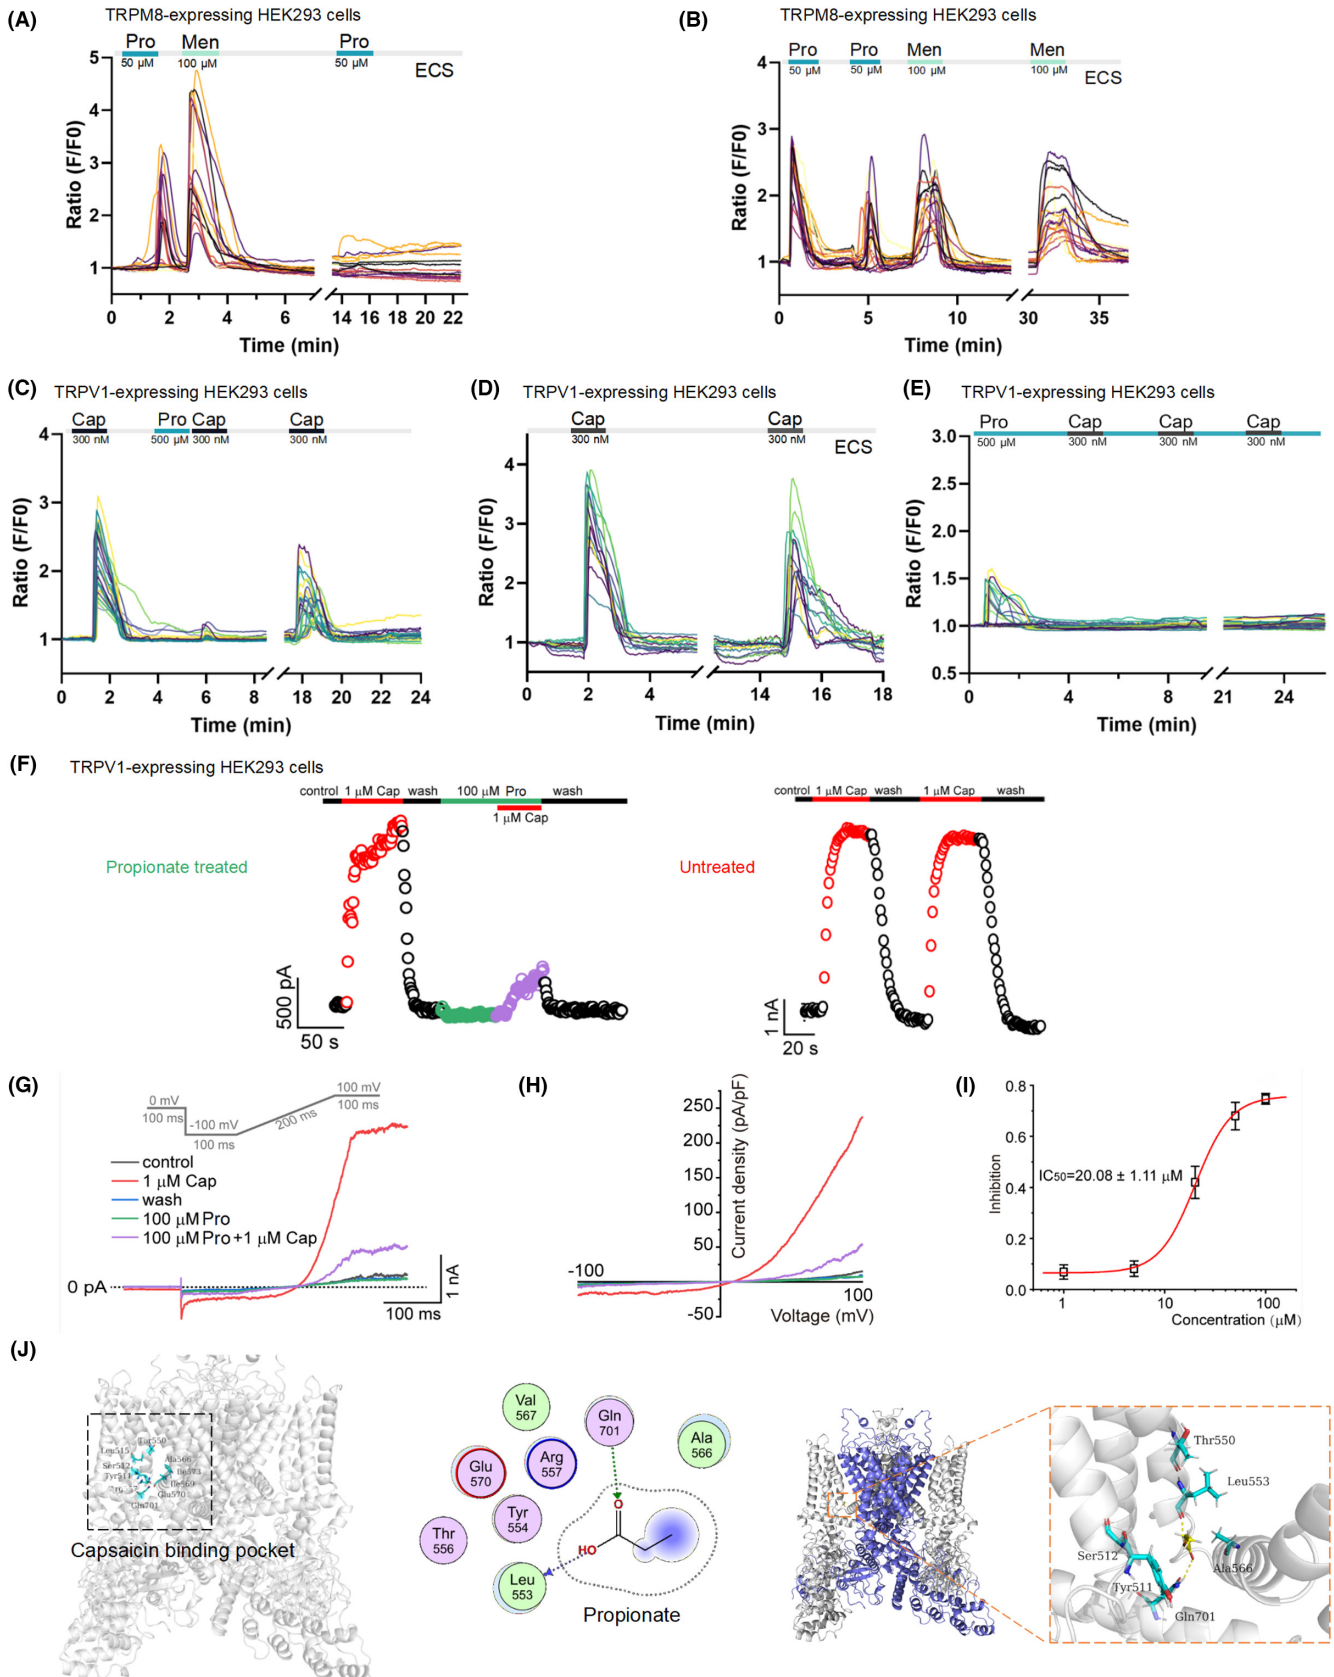 (A)
TRPM8-expressing HEK293 cells
Pro
Men
Pro
50 µM
100 µM
50 µM
ECS
5
4
3
2
1
Ratio (F/F0)
0
2
4
6
14
16
18
20
22
Time (min)
(B)
TRPM8-expressing HEK293 cells
Pro
Pro
Men
Men
50 µM
50 µM
100 µM
100 µM
ECS
4
3
2
1
Ratio (F/F0)
0
5
10
30
35
Time (min)
(C)
TRPV1-expressing HEK293 cells
Cap
Pro
Cap
Cap
300 nM
500 µM
300 nM
300 nM
4
3
2
1
Ratio (F/F0)
0
2
4
6
8
18
20
22
24
Time (min)
(D)
TRPV1-expressing HEK293 cells
Cap
Cap
300 nM
300 nM
ECS
4
3
2
1
Ratio (F/F0)
0
2
4
14
16
18
Time (min)
(E)
TRPV1-expressing HEK293 cells
Pro
Cap
Cap
Cap
500 µM
300 nM
300 nM
300 nM
3.0
2.5
2.0
1.5
1.0
0.5
Ratio (F/F0)
0
4
8
21
24
Time (min)
(F)
TRPV1-expressing HEK293 cells
control
1 µM Cap
wash
100 µM Pro
wash
1 µM Cap
Propionate treated
500 pA
50 s
control
1 µM Cap
wash
1 µM Cap
wash
Untreated
1 nA
20 s
(G)
0 mV
100 ms
-100 mV
100 ms
200 ms
100 mV
100 ms
control
1 µM Cap
wash
100 µM Pro
100 µM Pro+1 µM Cap
0 pA
1 nA
100 ms
(H)
250
200
150
100
50
-50
Current density (pA/pF)
-100
100
Voltage (mV)
(I)
0.8
0.6
0.4
0.2
0.0
Inhibition
IC50=20.08 ± 1.11 µM
1
10
100
Concentration (µM)
(J)
Thr550
Leu515
Ser512
Tyr511
Ala566
Ile573
Ile569
Glu570
Gln701
Capsaicin binding pocket
Val
567
Gln
701
Ala
566
Glu
570
Arg
557
Tyr
554
Thr
556
Leu
553
O
HO
Propionate
Thr550
Leu553
Ser512
Ala566
Tyr511
Gln701